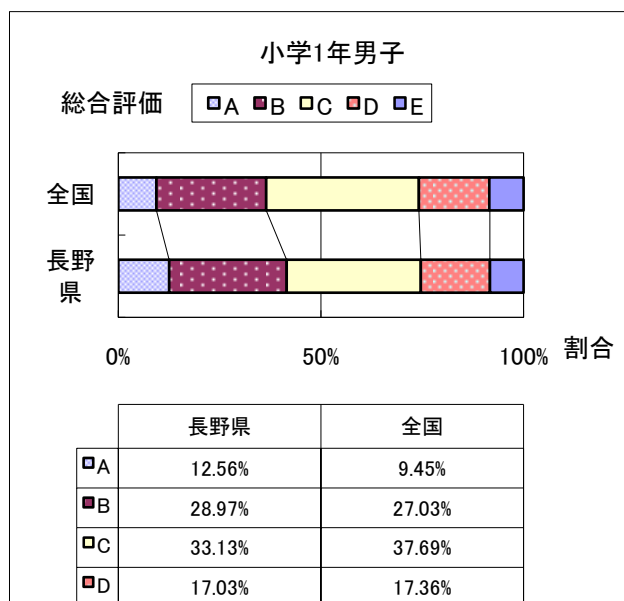 小学1年男子
総合評価 A B C D E
全国
長野
県
0% 50% 100% 割合
長野県 全国
A 12.56% 9.45%
B 28.97% 27.03%
C 33.13% 37.69%
D 17.03% 17.36%